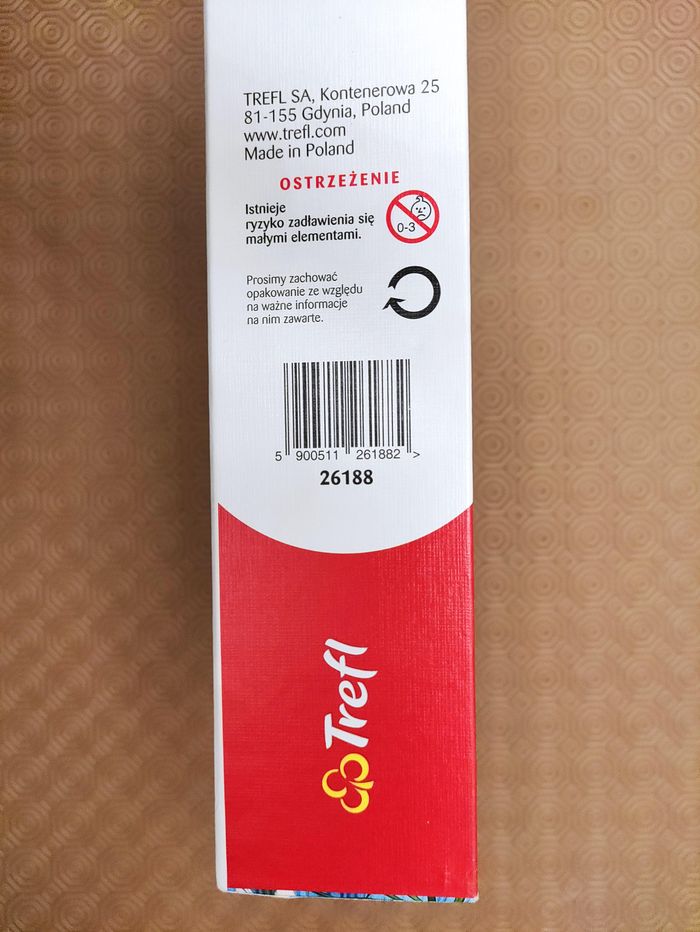 TREFL SA, Kontenerowa 25
81-155 Gdynia, Poland
www.trefl.com
Made in Poland
OSTRZEŻENIE
Istnieje
ryzyko zadławienia się
małymi elementami.
0-3
Prosimy zachować
opakowanie ze względu
na ważne informacje
na nim zawarte.
5 900511 261882 >
26188
Trefl